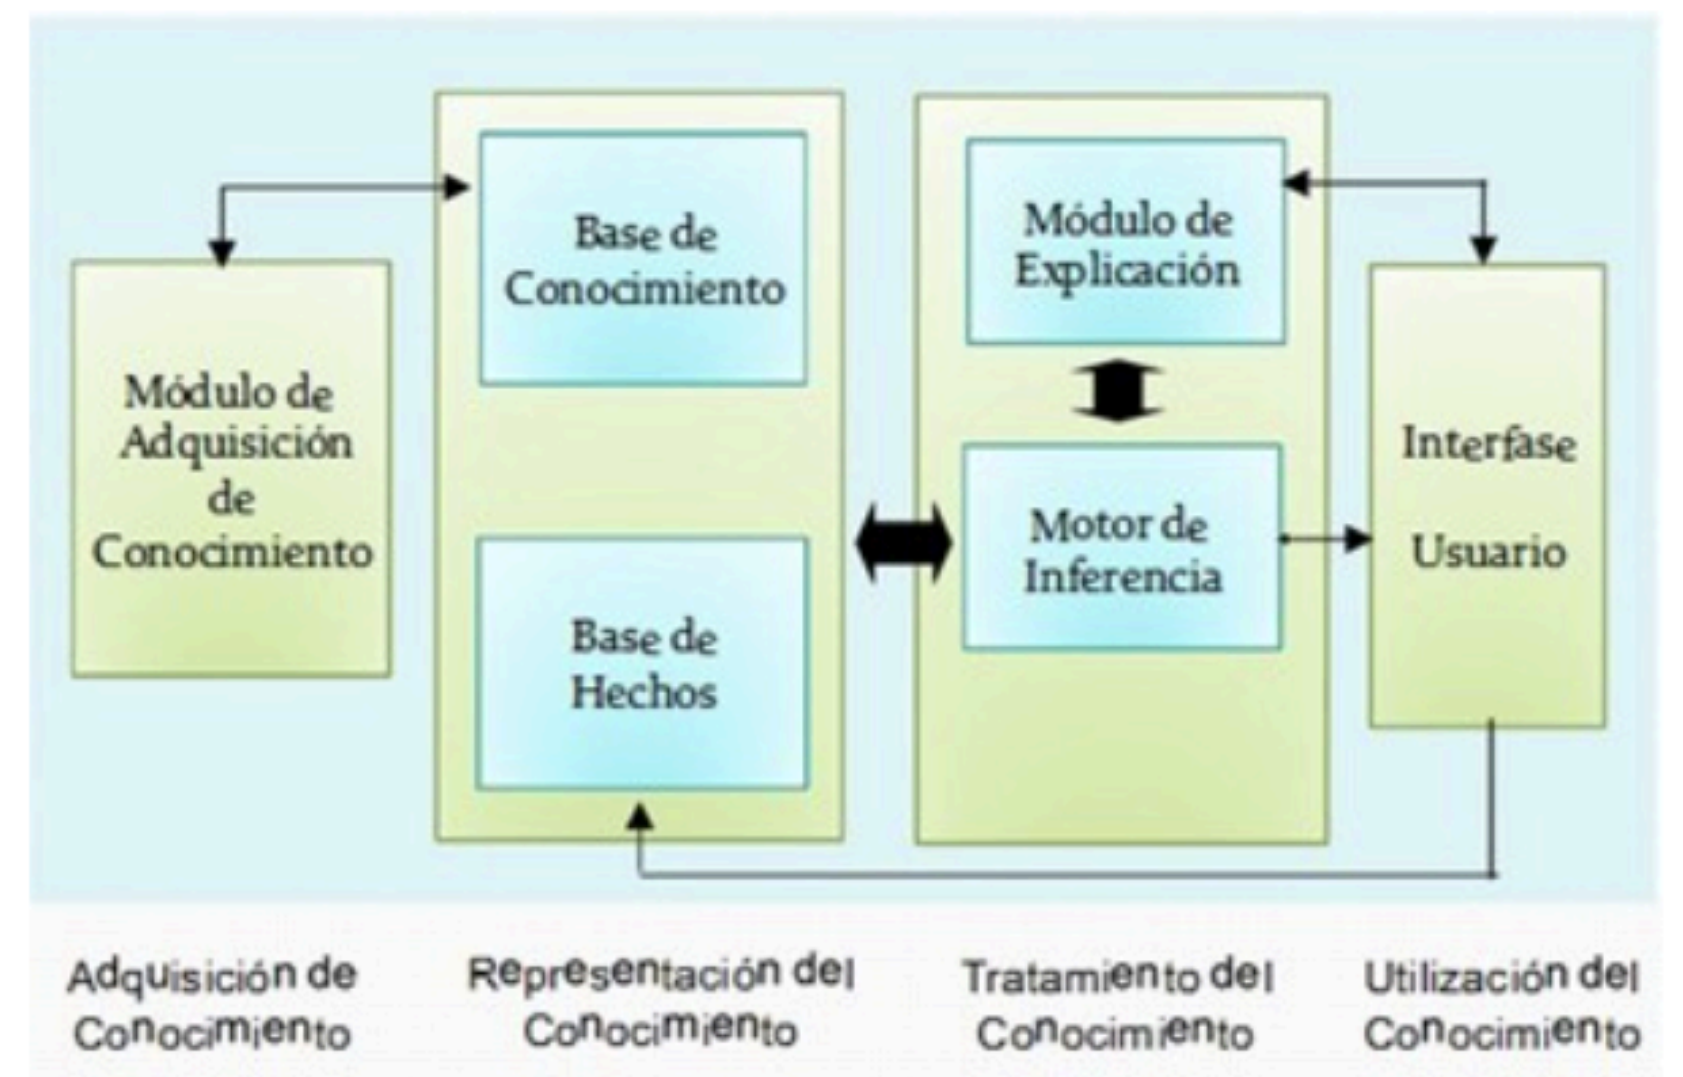 Base de
Conocimiento
Módulo de
Explicación
Módulo de
Adquisición
de
Conocimiento
Interfase
Usuario
Motor de
Inferencia
Base de
Hechos
Adquisición de
Conocimiento
Representación del
Conocimiento
Tratamiento del
Conocimiento
Utilización del
Conocimiento